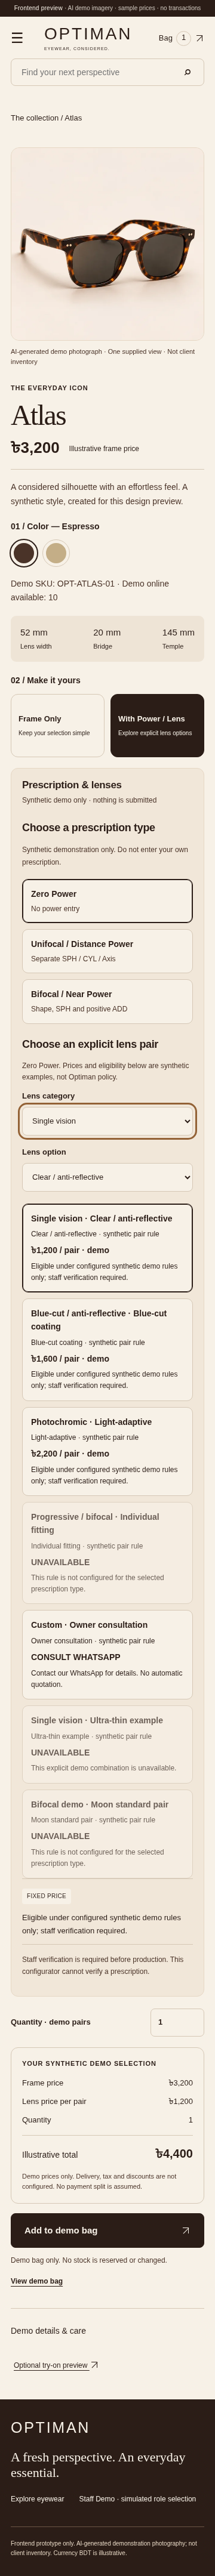 Frontend preview · AI demo imagery · sample prices · no transactions
OPTIMAN
EYEWEAR, CONSIDERED.
Bag 1
Find your next perspective
The collection / Atlas
AI-generated demo photograph · One supplied view · Not client
inventory
THE EVERYDAY ICON
Atlas
৳3,200 Illustrative frame price
A considered silhouette with an effortless feel. A
synthetic style, created for this design preview.
01 / Color — Espresso
Demo SKU: OPT-ATLAS-01 · Demo online
available: 10
52 mm 20 mm 145 mm
Lens width Bridge Temple
02 / Make it yours
Frame Only
Keep your selection simple
With Power / Lens
Explore explicit lens options
Prescription & lenses
Synthetic demo only · nothing is submitted
Choose a prescription type
Synthetic demonstration only. Do not enter your own
prescription.
Zero Power
No power entry
Unifocal / Distance Power
Separate SPH / CYL / Axis
Bifocal / Near Power
Shape, SPH and positive ADD
Choose an explicit lens pair
Zero Power. Prices and eligibility below are synthetic
examples, not Optiman policy.
Lens category
Single vision
Lens option
Clear / anti-reflective
Single vision · Clear / anti-reflective
Clear / anti-reflective · synthetic pair rule
৳1,200 / pair · demo
Eligible under configured synthetic demo rules
only; staff verification required.
Blue-cut / anti-reflective · Blue-cut
coating
Blue-cut coating · synthetic pair rule
৳1,600 / pair · demo
Eligible under configured synthetic demo rules
only; staff verification required.
Photochromic · Light-adaptive
Light-adaptive · synthetic pair rule
৳2,200 / pair · demo
Eligible under configured synthetic demo rules
only; staff verification required.
Progressive / bifocal · Individual
fitting
Individual fitting · synthetic pair rule
UNAVAILABLE
This rule is not configured for the selected
prescription type.
Custom · Owner consultation
Owner consultation · synthetic pair rule
CONSULT WHATSAPP
Contact our WhatsApp for details. No automatic
quotation.
Single vision · Ultra-thin example
Ultra-thin example · synthetic pair rule
UNAVAILABLE
This explicit demo combination is unavailable.
Bifocal demo · Moon standard pair
Moon standard pair · synthetic pair rule
UNAVAILABLE
This rule is not configured for the selected
prescription type.
FIXED PRICE
Eligible under configured synthetic demo rules
only; staff verification required.
Staff verification is required before production. This
configurator cannot verify a prescription.
Quantity · demo pairs 1
YOUR SYNTHETIC DEMO SELECTION
Frame price ৳3,200
Lens price per pair ৳1,200
Quantity 1
Illustrative total ৳4,400
Demo prices only. Delivery, tax and discounts are not
configured. No payment split is assumed.
Add to demo bag
Demo bag only. No stock is reserved or changed.
View demo bag
Demo details & care
Optional try-on preview
OPTIMAN
A fresh perspective. An everyday
essential.
Explore eyewear Staff Demo · simulated role selection
Frontend prototype only. AI-generated demonstration photography; not
client inventory. Currency BDT is illustrative.